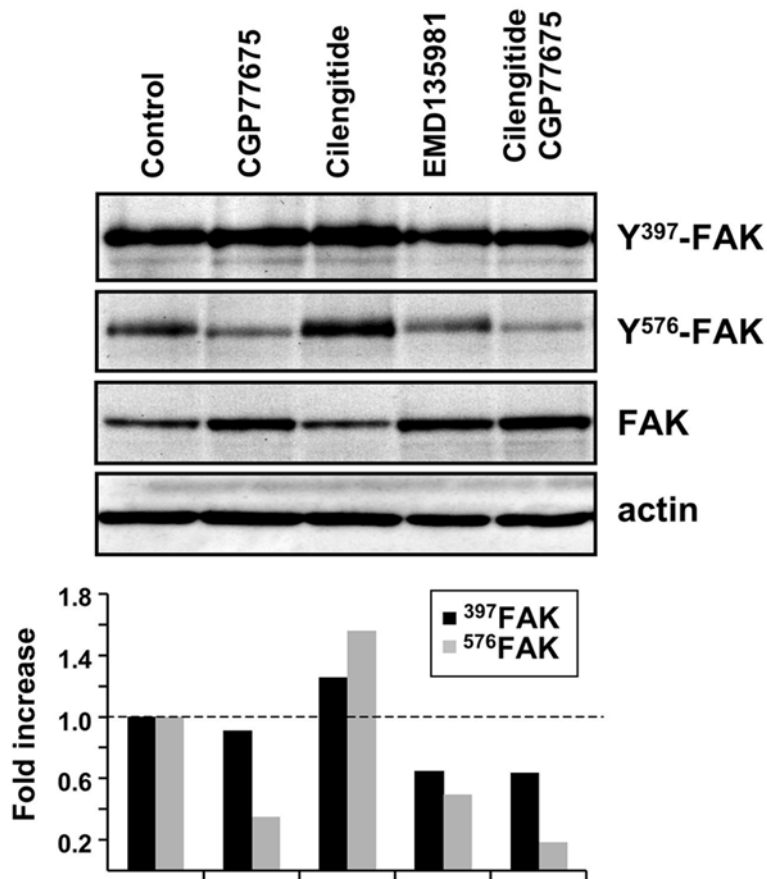 Control
CGP77675
Cilengitide
EMD135981
Cilengitide
CGP77675
Y³⁹⁷-FAK
Y⁵⁷⁶-FAK
FAK
actin
Fold increase
1.8
1.4
1.0
0.6
0.2
³⁹⁷FAK
⁵⁷⁶FAK